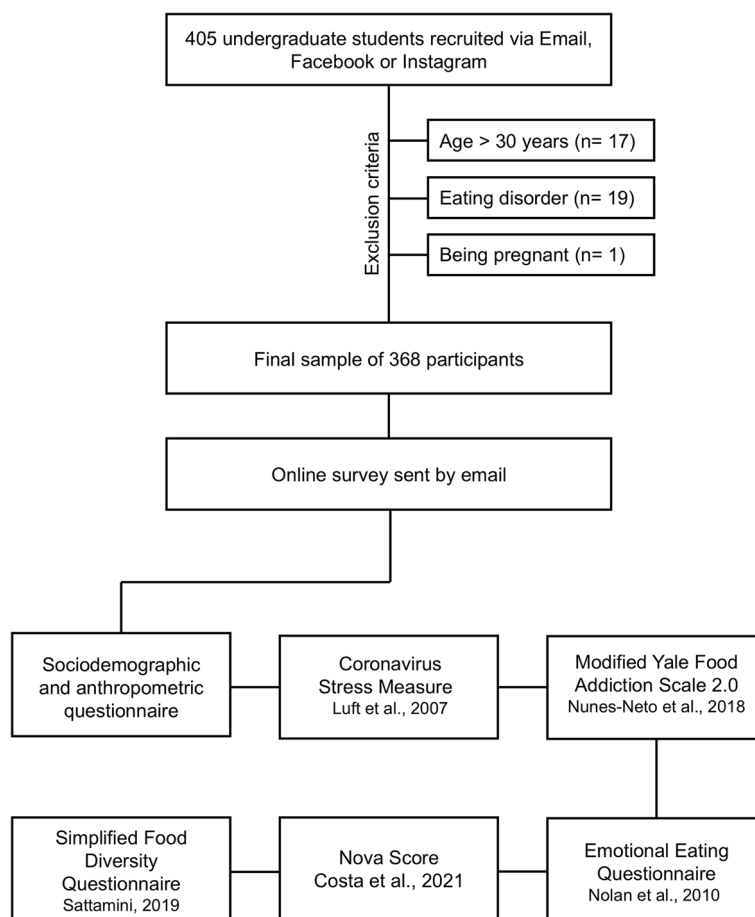 405 undergraduate students recruited via Email,
Facebook or Instagram
Exclusion criteria
Age > 30 years (n= 17)
Eating disorder (n= 19)
Being pregnant (n= 1)
Final sample of 368 participants
Online survey sent by email
Sociodemographic
and anthropometric
questionnaire
Coronavirus
Stress Measure
Luft et al., 2007
Modified Yale Food
Addiction Scale 2.0
Nunes-Neto et al., 2018
Simplified Food
Diversity
Questionnaire
Sattamini, 2019
Nova Score
Costa et al., 2021
Emotional Eating
Questionnaire
Nolan et al., 2010